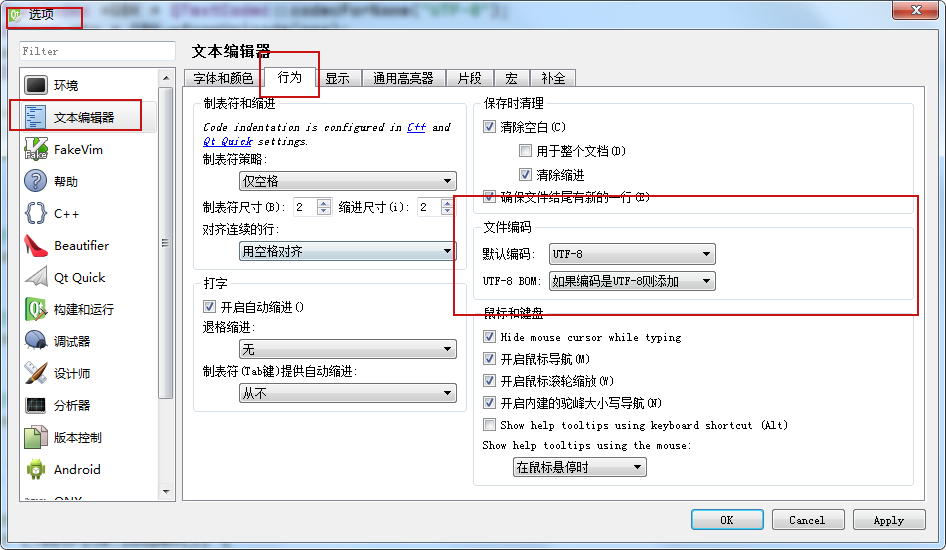 QTextCodec::codecForName("UTF-8");
选项
Filter
环境
文本编辑器
FakeVim
帮助
C++
Beautifier
Qt Quick
构建和运行
调试器
设计师
分析器
版本控制
Android
文本编辑器
字体和颜色 行为 显示 通用高亮器 片段 宏 补全
制表符和缩进
Code indentation is configured in C++ and
Qt Quick settings.
制表符策略:
仅空格
制表符尺寸(B): 2 缩进尺寸(i): 2
对齐连续的行:
用空格对齐
打字
开启自动缩进()
退格缩进:
无
制表符(Tab键)提供自动缩进:
从不
保存时清理
清除空白(C)
用于整个文档(D)
清除缩进
确保文件结尾有新的一行(E)
文件编码
默认编码: UTF-8
UTF-8 BOM: 如果编码是UTF-8则添加
鼠标和键盘
Hide mouse cursor while typing
开启鼠标导航(M)
开启鼠标滚轮缩放(W)
开启内建的驼峰大小写导航(N)
Show help tooltips using keyboard shortcut (Alt)
Show help tooltips using the mouse:
在鼠标悬停时
OK Cancel Apply